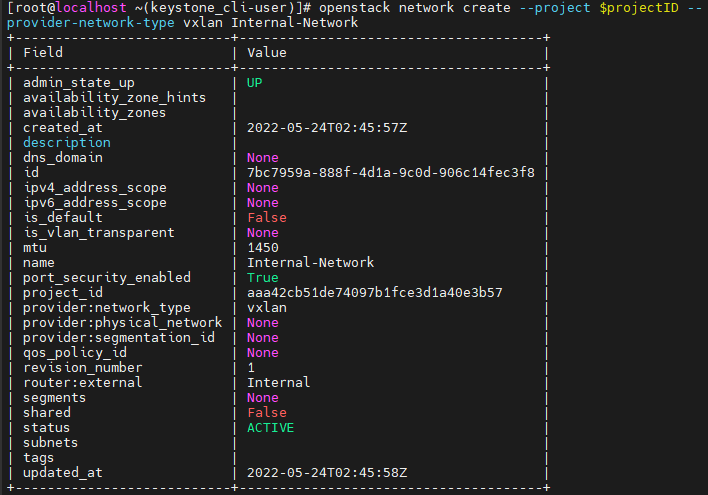 [root@localhost ~(keystone_cli-user)]# openstack network create --project $projectID --
provider-network-type vxlan Internal-Network
+---------------------------+--------------------------------------+
| Field                     | Value                                |
+---------------------------+--------------------------------------+
| admin_state_up            | UP                                   |
| availability_zone_hints   |                                      |
| availability_zones        |                                      |
| created_at                | 2022-05-24T02:45:57Z                 |
| description               |                                      |
| dns_domain                | None                                 |
| id                        | 7bc7959a-888f-4d1a-9c0d-906c14fec3f8 |
| ipv4_address_scope        | None                                 |
| ipv6_address_scope        | None                                 |
| is_default                | False                                |
| is_vlan_transparent       | None                                 |
| mtu                       | 1450                                 |
| name                      | Internal-Network                     |
| port_security_enabled     | True                                 |
| project_id                | aaa42cb51de74097b1fce3d1a40e3b57     |
| provider:network_type     | vxlan                                |
| provider:physical_network | None                                 |
| provider:segmentation_id  | None                                 |
| qos_policy_id             | None                                 |
| revision_number           | 1                                    |
| router:external           | Internal                             |
| segments                  | None                                 |
| shared                    | False                                |
| status                    | ACTIVE                               |
| subnets                   |                                      |
| tags                      |                                      |
| updated_at                | 2022-05-24T02:45:58Z                 |
+---------------------------+--------------------------------------+